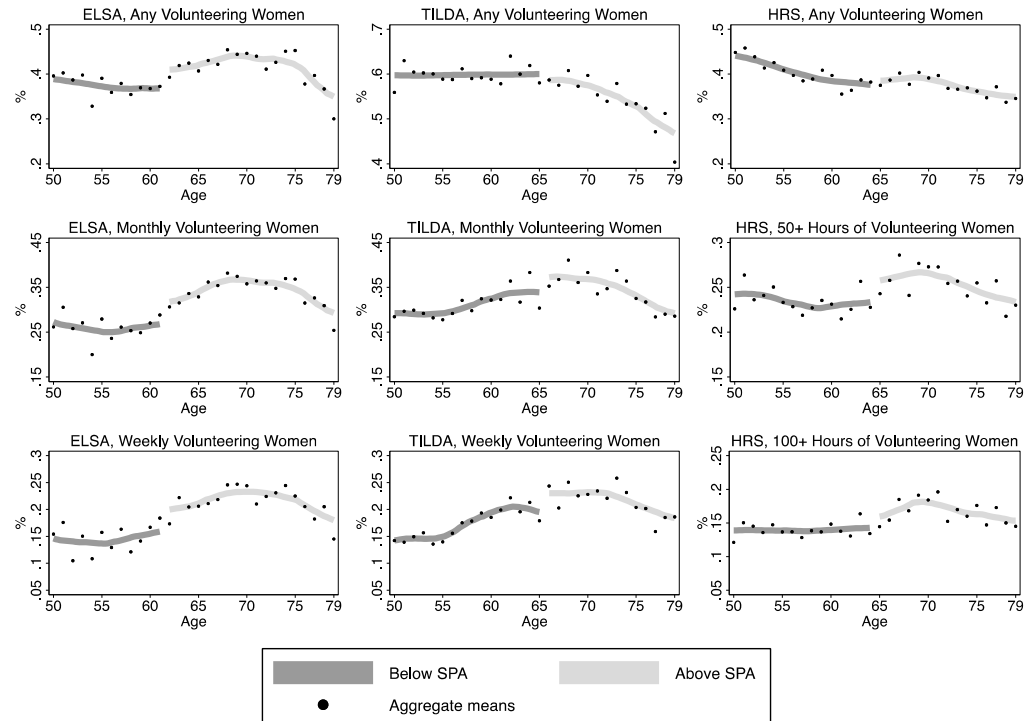 ELSA, Any Volunteering Women
.5
.4
.3
.2
%
50 55 60 65 70 75 79
Age
TILDA, Any Volunteering Women
.7
.6
.5
.4
%
50 55 60 65 70 75 79
Age
HRS, Any Volunteering Women
.5
.4
.3
.2
%
50 55 60 65 70 75 79
Age
ELSA, Monthly Volunteering Women
.45
.35
.25
.15
%
50 55 60 65 70 75 79
Age
TILDA, Monthly Volunteering Women
.45
.35
.25
.15
%
50 55 60 65 70 75 79
Age
HRS, 50+ Hours of Volunteering Women
.3
.2
.1
%
50 55 60 65 70 75 79
Age
ELSA, Weekly Volunteering Women
.3
.25
.2
.15
.1
.05
%
50 55 60 65 70 75 79
Age
TILDA, Weekly Volunteering Women
.3
.25
.2
.15
.1
.05
%
50 55 60 65 70 75 79
Age
HRS, 100+ Hours of Volunteering Women
.25
.2
.15
.1
.05
%
50 55 60 65 70 75 79
Age
Below SPA
Above SPA
Aggregate means